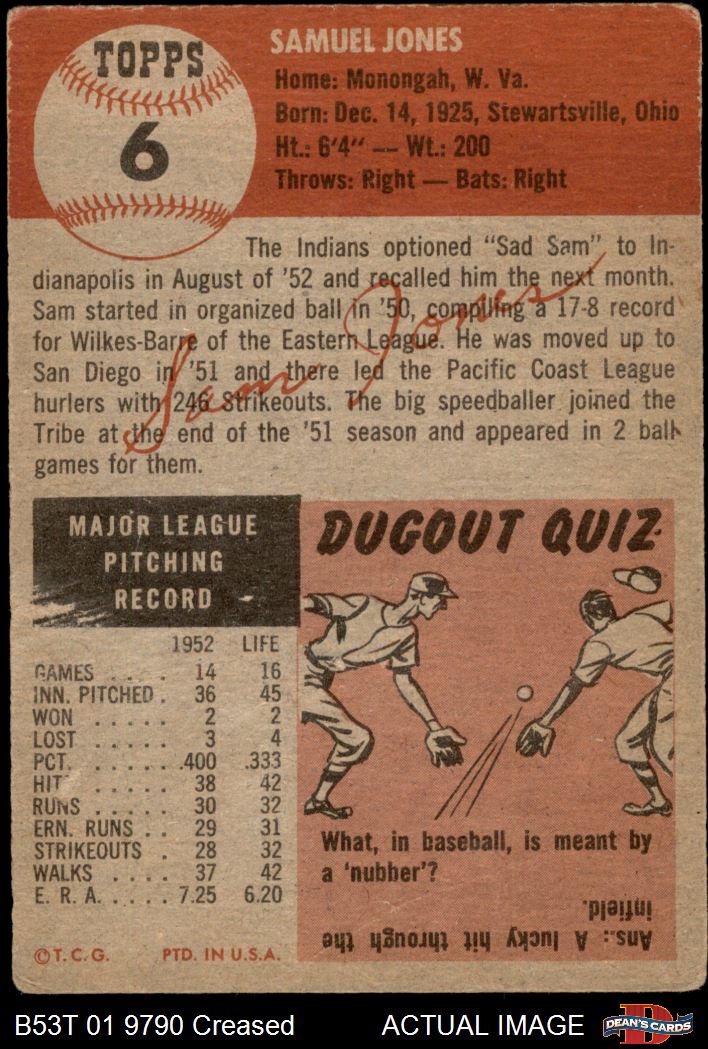 TOPPS
6
SAMUEL JONES
Home: Monongah, W. Va.
Born: Dec. 14, 1925, Stewartsville, Ohio
Ht.: 6'4" — Wt.: 200
Throws: Right — Bats: Right
The Indians optioned "Sad Sam" to In-
dianapolis in August of '52 and recalled him the next month.
Sam started in organized ball in '50, compiling a 17-8 record
for Wilkes-Barre of the Eastern League. He was moved up to
San Diego in '51 and there led the Pacific Coast League
hurlers with 246 Strikeouts. The big speedballer joined the
Tribe at the end of the '51 season and appeared in 2 ball
games for them.
Sam Jones
MAJOR LEAGUE
PITCHING
RECORD
1952 LIFE
GAMES . . . . 14 16
INN. PITCHED . 36 45
WON . . . . . 2 2
LOST . . . . . 3 4
PCT. . . . . . .400 .333
HITS . . . . . 38 42
RUNS . . . . . 30 32
ERN. RUNS . . 29 31
STRIKEOUTS . 28 32
WALKS . . . . 37 42
E. R. A. . . . . . 7.25 6.20
© T. C. G. PTD. IN U.S.A.
DUGOUT QUIZ
What, in baseball, is meant by
a 'nubber'?
Ans.: A lucky hit through the
infield.
B53T 01 9790 Creased ACTUAL IMAGE
D
DEAN'S CARDS